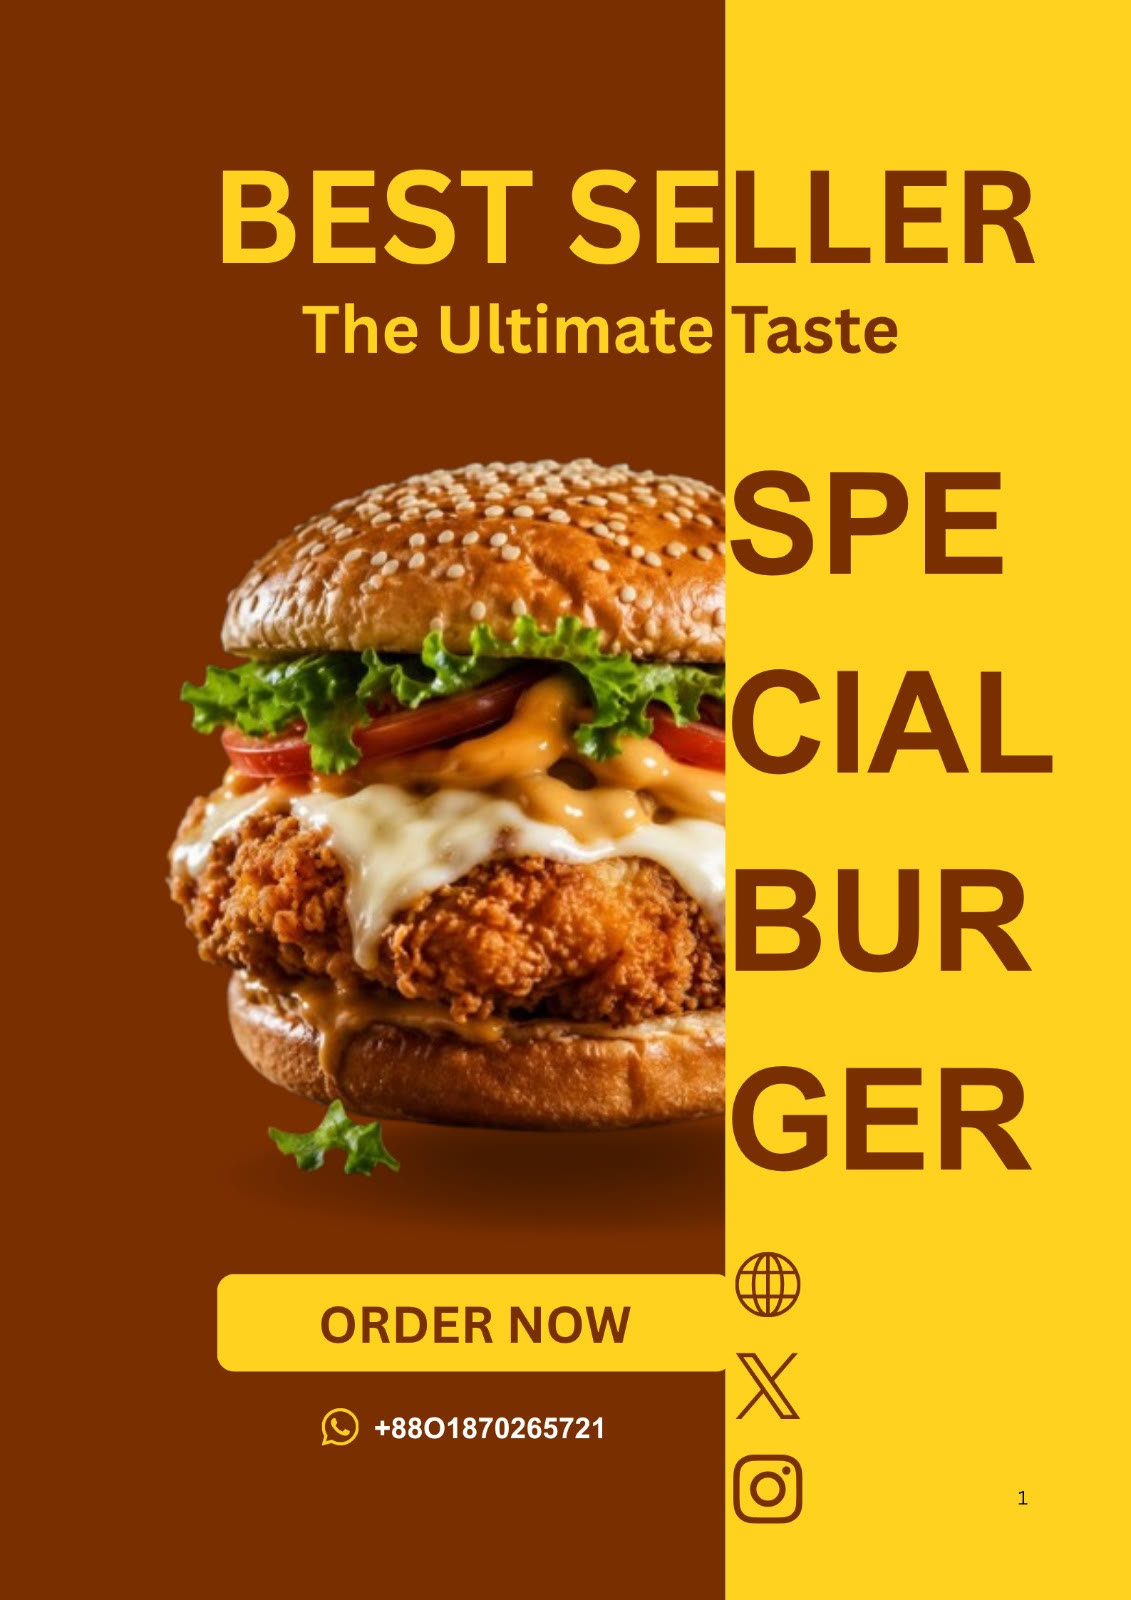 BEST SELLER
The Ultimate Taste
SPE
CIAL
BUR
GER
ORDER NOW
+88O1870265721
1